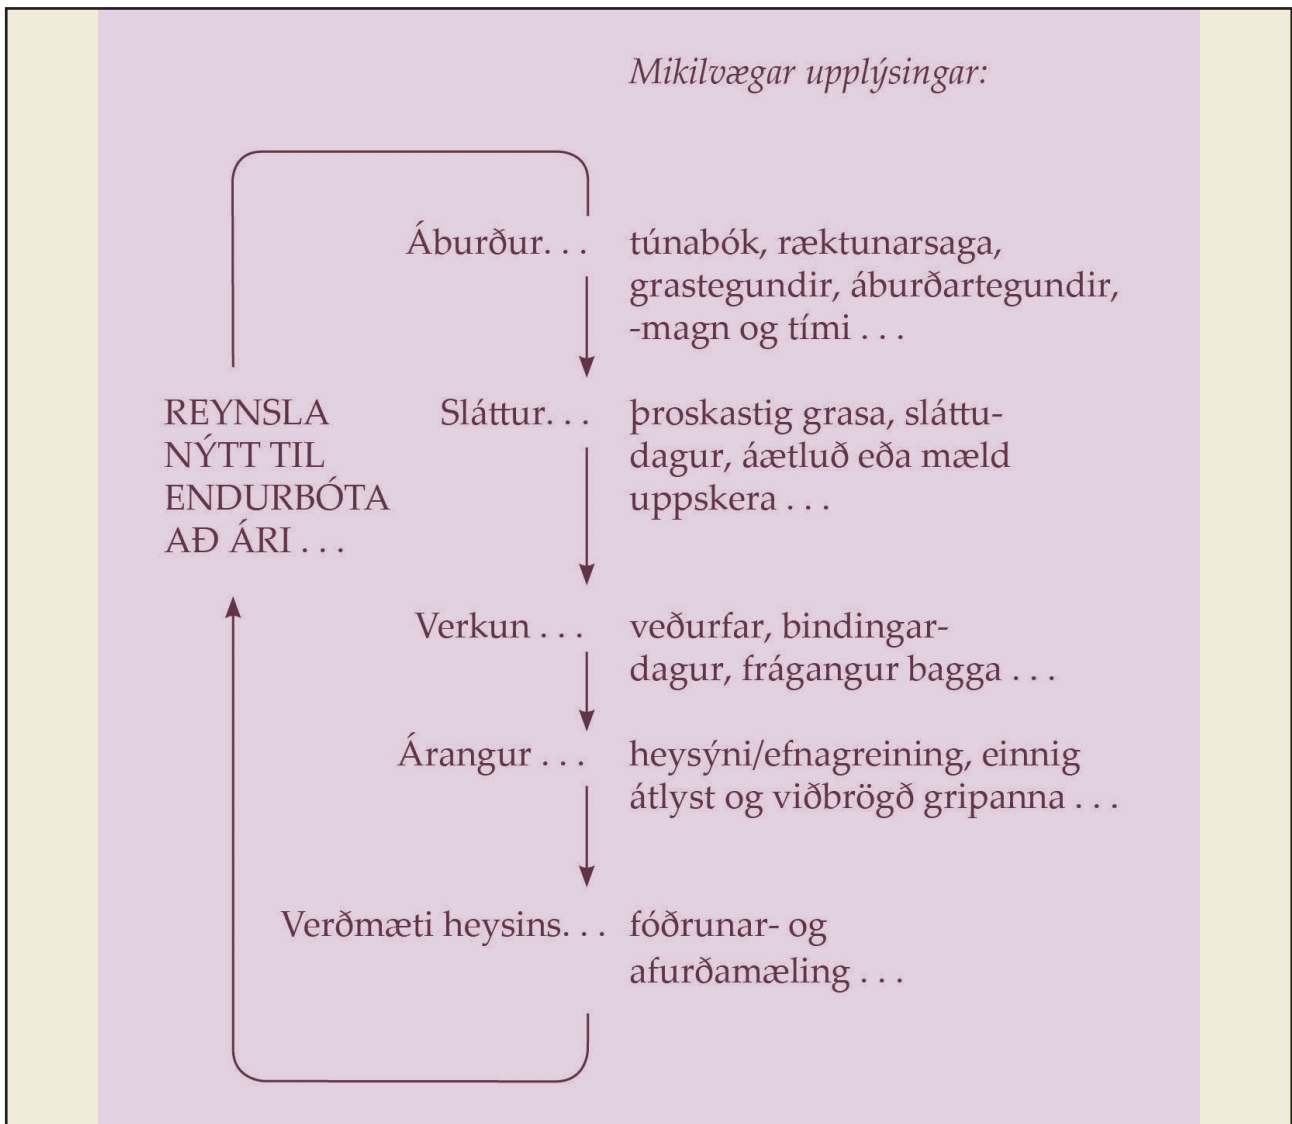 Mikilvægar upplýsingar:
Áburður. . . túnabók, ræktunarsaga,
grastegundir, áburðartegundir,
-magn og tími . . .
REYNSLA
NÝTT TIL
ENDURBÓTA
AÐ ÁRI . . .
Sláttur. . . þroskastig grasa, sláttu-
dagur, áætluð eða mæld
uppskera . . .
Verkun . . . veðurfar, bindingar-
dagur, frágangur bagga . . .
Árangur . . . heysýni/efnagreining, einnig
átlyst og viðbrögð gripanna . . .
Verðmæti heysins. . . fóðrunar- og
afurðamæling . . .